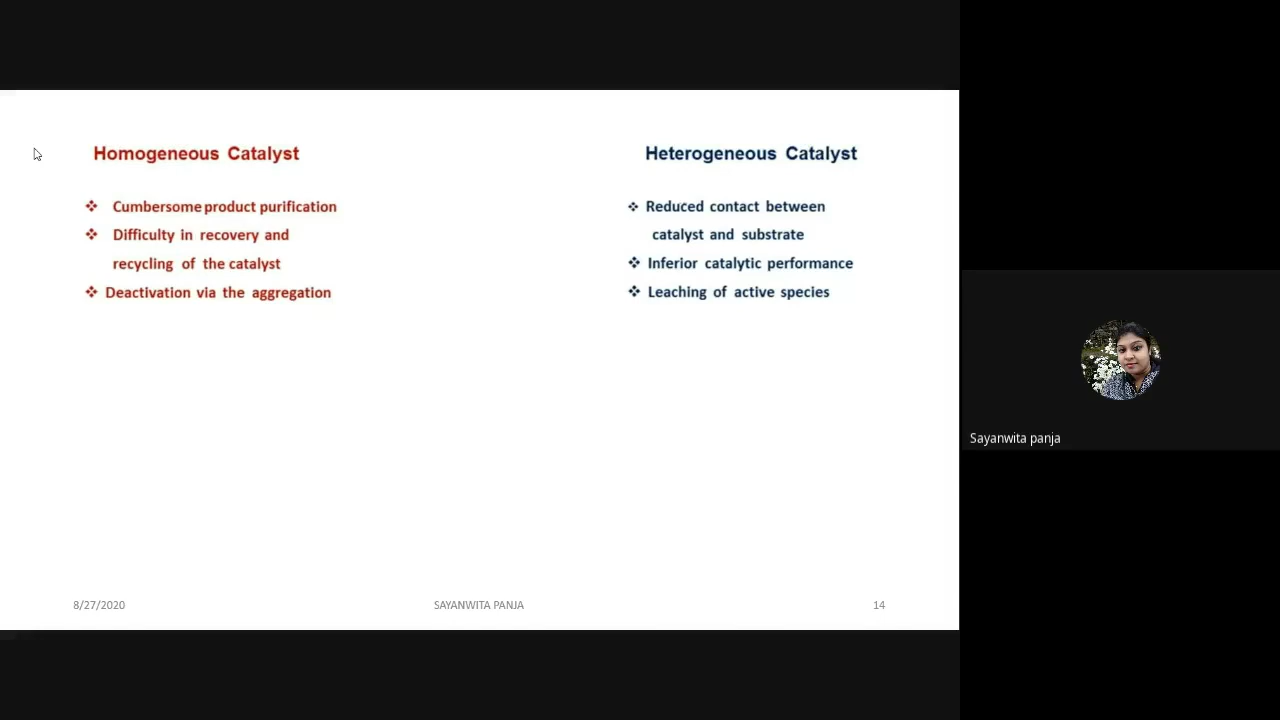 Homogeneous Catalyst
❖ Cumbersome product purification
❖ Difficulty in recovery and
recycling of the catalyst
❖ Deactivation via the aggregation
Heterogeneous Catalyst
❖ Reduced contact between
catalyst and substrate
❖ Inferior catalytic performance
❖ Leaching of active species
8/27/2020
SAYANWITA PANJA
14
Sayanwita panja